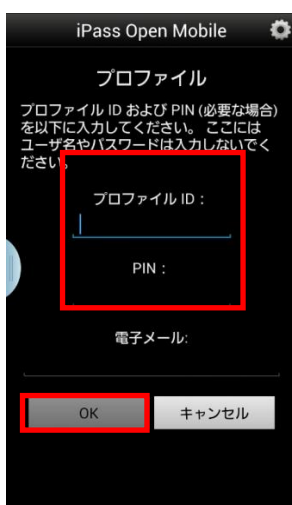 iPass Open Mobile
プロファイル
プロファイル ID および PIN (必要な場合)
を以下に入力してください。 ここには
ユーザ名やパスワードは入力しないでく
ださい。
プロファイル ID :
PIN :
電子メール:
OK
キャンセル